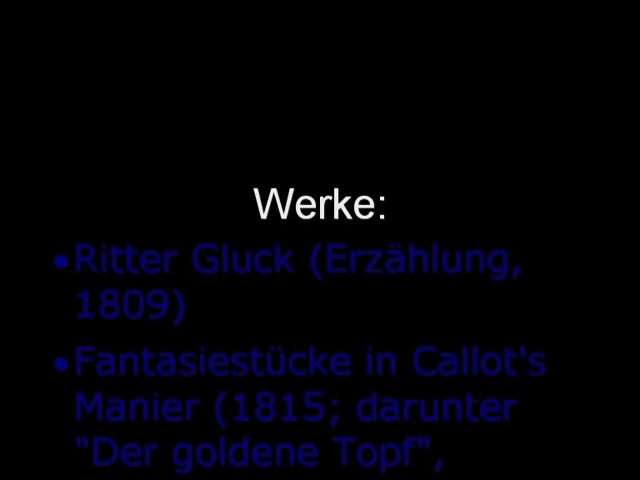 Werke:
•Ritter Gluck (Erzählung,
1809)
•Fantasiestücke in Callot's
Manier (1815; darunter
"Der goldene Topf",